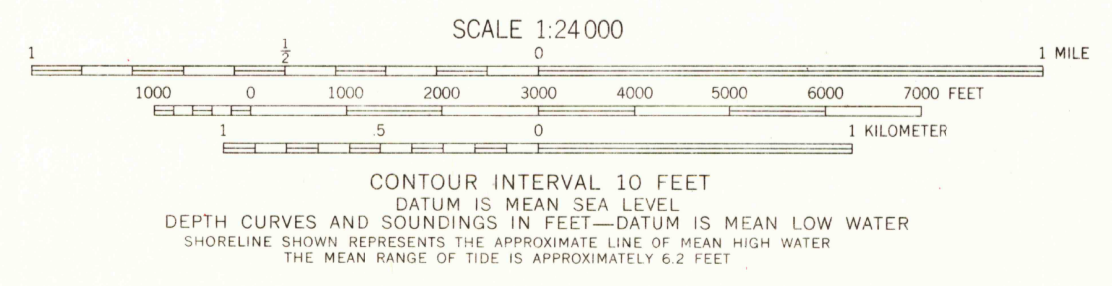 SCALE 1:24 000
1 1/2 0 1 MILE
1000 0 1000 2000 3000 4000 5000 6000 7000 FEET
1 .5 0 1 KILOMETER
CONTOUR INTERVAL 10 FEET
DATUM IS MEAN SEA LEVEL
DEPTH CURVES AND SOUNDINGS IN FEET—DATUM IS MEAN LOW WATER
SHORELINE SHOWN REPRESENTS THE APPROXIMATE LINE OF MEAN HIGH WATER
THE MEAN RANGE OF TIDE IS APPROXIMATELY 6.2 FEET